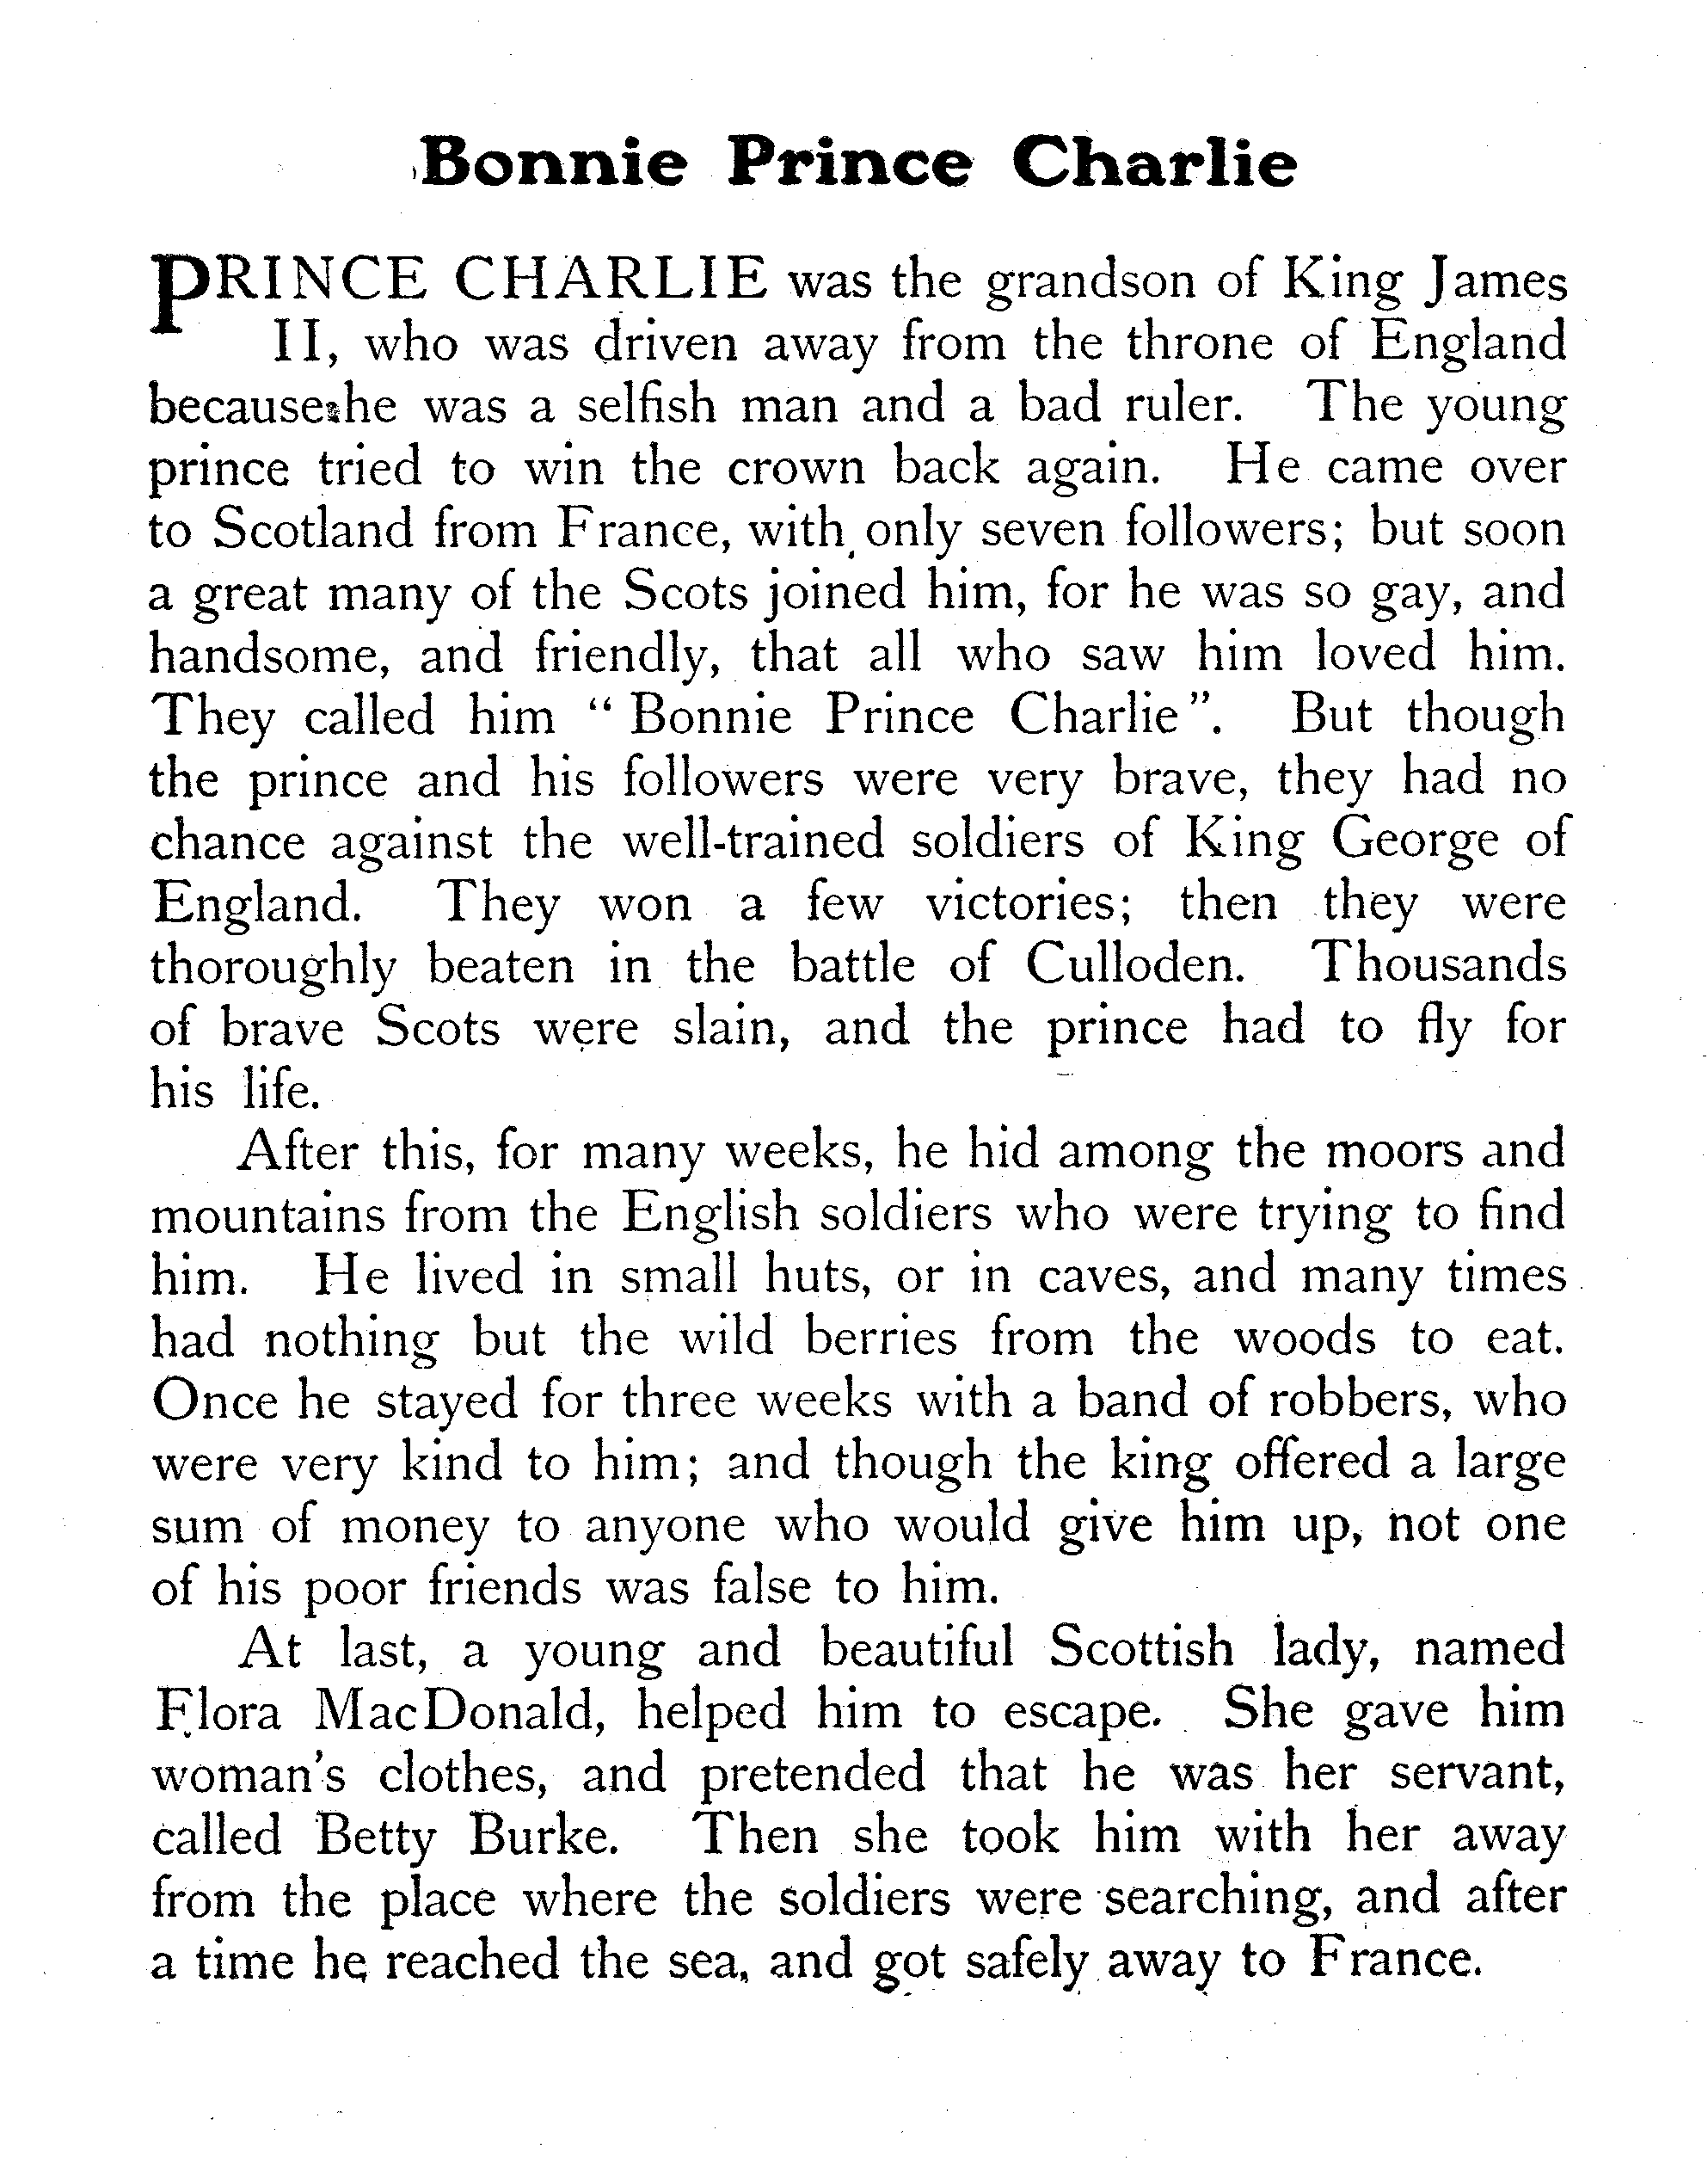 Bonnie Prince Charlie
PRINCE CHARLIE was the grandson of King James
II, who was driven away from the throne of England
because he was a selfish man and a bad ruler. The young
prince tried to win the crown back again. He came over
to Scotland from France, with only seven followers; but soon
a great many of the Scots joined him, for he was so gay, and
handsome, and friendly, that all who saw him loved him.
They called him “Bonnie Prince Charlie”. But though
the prince and his followers were very brave, they had no
chance against the well-trained soldiers of King George of
England. They won a few victories; then they were
thoroughly beaten in the battle of Culloden. Thousands
of brave Scots were slain, and the prince had to fly for
his life.
After this, for many weeks, he hid among the moors and
mountains from the English soldiers who were trying to find
him. He lived in small huts, or in caves, and many times
had nothing but the wild berries from the woods to eat.
Once he stayed for three weeks with a band of robbers, who
were very kind to him; and though the king offered a large
sum of money to anyone who would give him up, not one
of his poor friends was false to him.
At last, a young and beautiful Scottish lady, named
Flora MacDonald, helped him to escape. She gave him
woman's clothes, and pretended that he was her servant,
called Betty Burke. Then she took him with her away
from the place where the soldiers were searching, and after
a time he reached the sea, and got safely away to France.